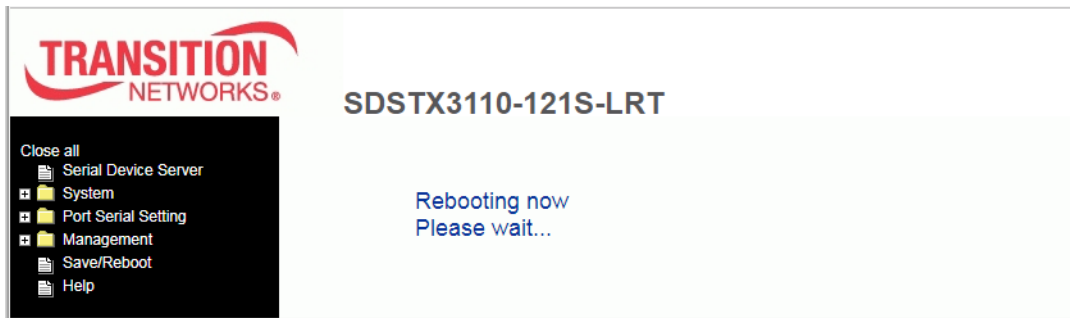 TRANSITION
NETWORKS®
SDSTX3110-121S-LRT
Close all
Serial Device Server
System
Port Serial Setting
Management
Save/Reboot
Help
Rebooting now
Please wait...